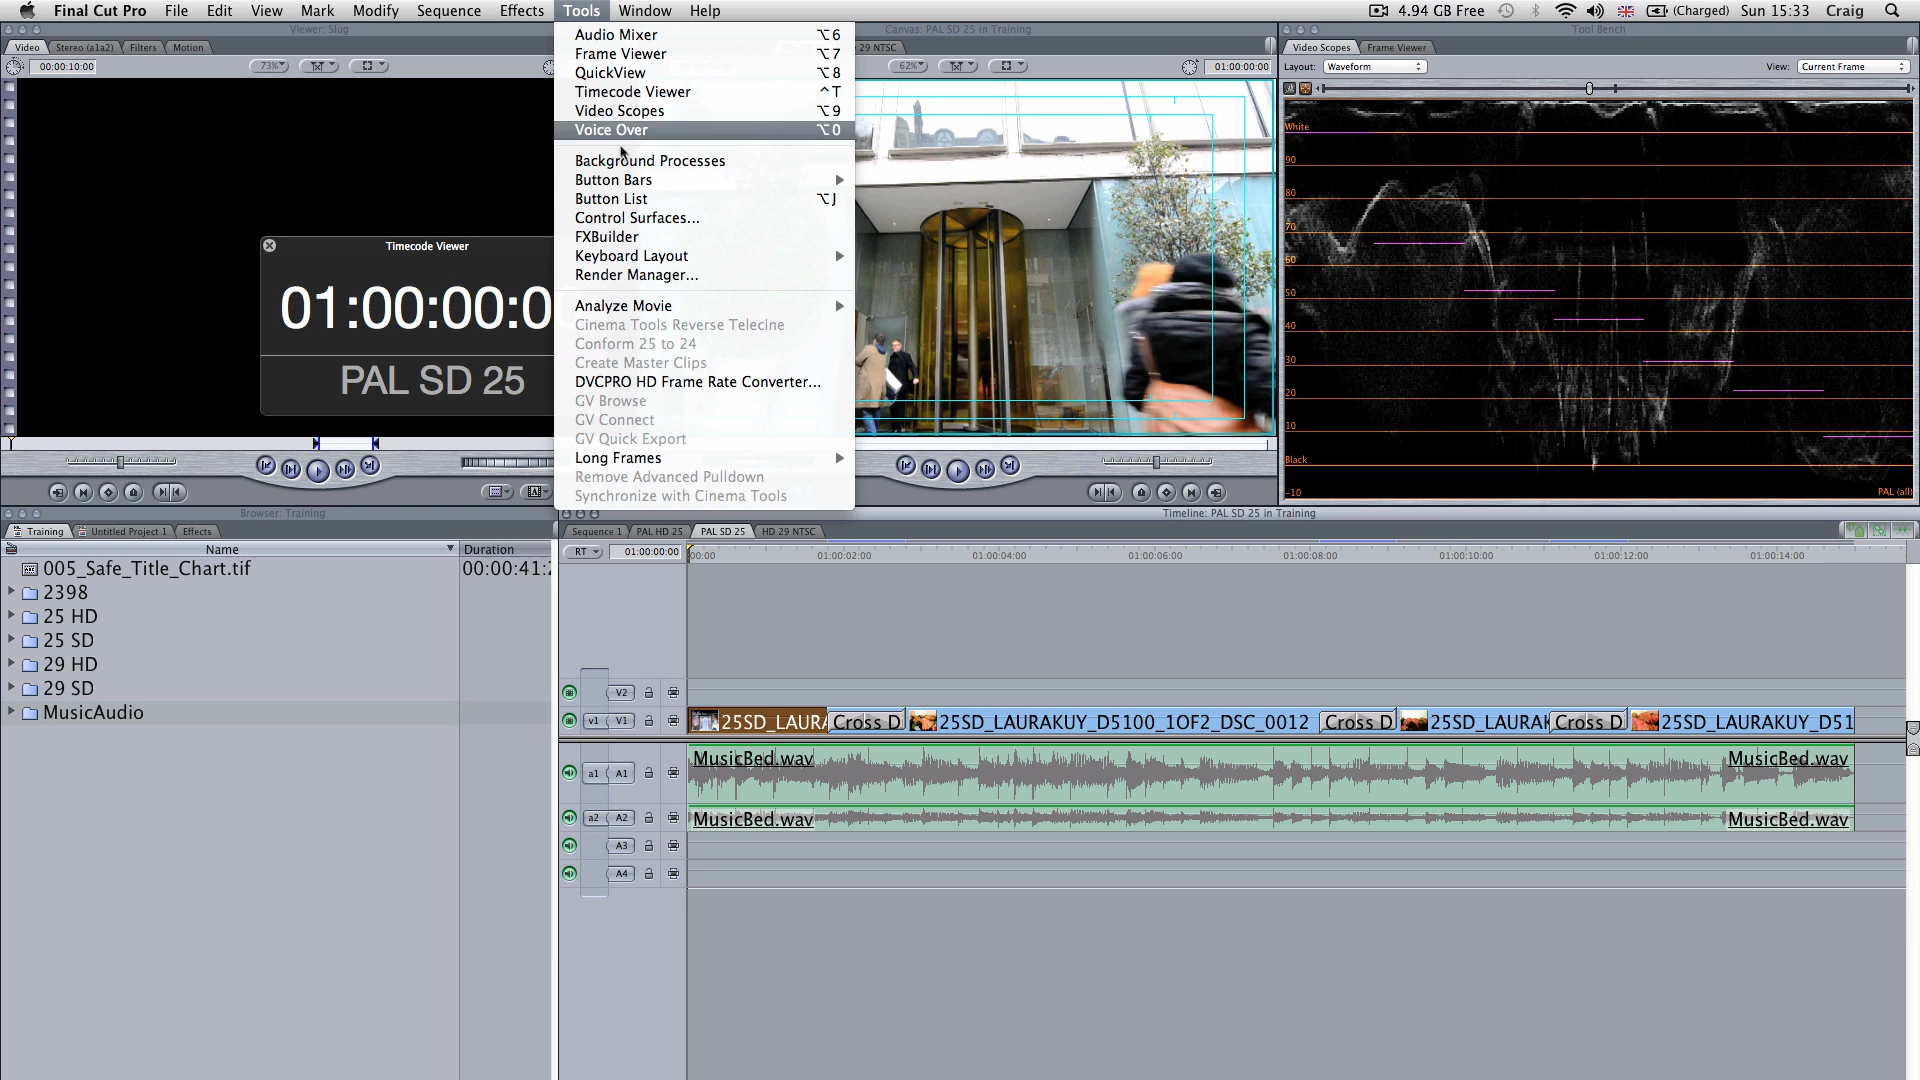 Final Cut Pro File Edit View Mark Modify Sequence Effects Tools Window Help 4.94 GB Free (Charged) Sun 15:33 Craig
Viewer: Slug
Video Stereo (a1a2) Filters Motion
00:00:10:00 73%
Timecode Viewer
01:00:00:0
PAL SD 25
Audio Mixer ⌥6
Frame Viewer ⌥7
QuickView ⌥8
Timecode Viewer ^T
Video Scopes ⌥9
Voice Over ⌥0
Background Processes
Button Bars
Button List ⌥J
Control Surfaces...
FXBuilder
Keyboard Layout
Render Manager...
Analyze Movie
Cinema Tools Reverse Telecine
Conform 25 to 24
Create Master Clips
DVCPRO HD Frame Rate Converter...
GV Browse
GV Connect
GV Quick Export
Long Frames
Remove Advanced Pulldown
Synchronize with Cinema Tools
Canvas: PAL SD 25 in Training
29 NTSC
62% 01:00:00:00
Tool Bench
Video Scopes Frame Viewer
Layout: Waveform View: Current Frame
White
90
80
70
60
50
40
30
20
10
Black
-10 PAL (all)
Browser: Training
Training Untitled Project 1 Effects
Name Duration
005_Safe_Title_Chart.tif 00:00:41:
2398
25 HD
25 SD
29 HD
29 SD
MusicAudio
Timeline: PAL SD 25 in Training
Sequence 1 PAL HD 25 PAL SD 25 HD 29 NTSC
RT 01:00:00:00 00:00 01:00:02:00 01:00:04:00 01:00:06:00 01:00:08:00 01:00:10:00 01:00:12:00 01:00:14:00
V2
v1 V1 25SD_LAURA Cross D 25SD_LAURAKUY_D5100_1OF2_DSC_0012 Cross D 25SD_LAURAK Cross D 25SD_LAURAKUY_D51
a1 A1 MusicBed.wav MusicBed.wav
a2 A2 MusicBed.wav MusicBed.wav
A3
A4